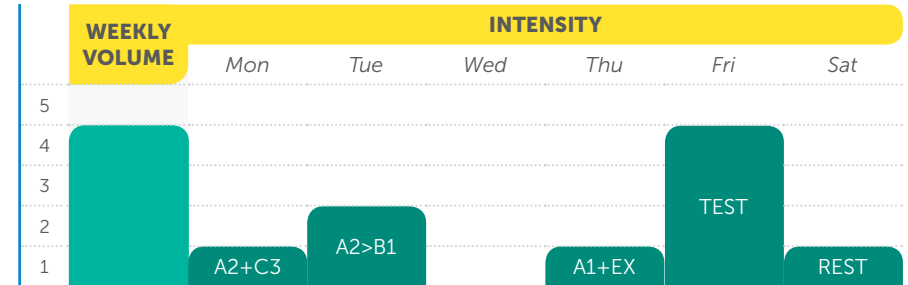 WEEKLY
VOLUME
INTENSITY
Mon Tue Wed Thu Fri Sat
5
4
3
2
1
TEST
A2>B1
A2+C3
A1+EX
REST